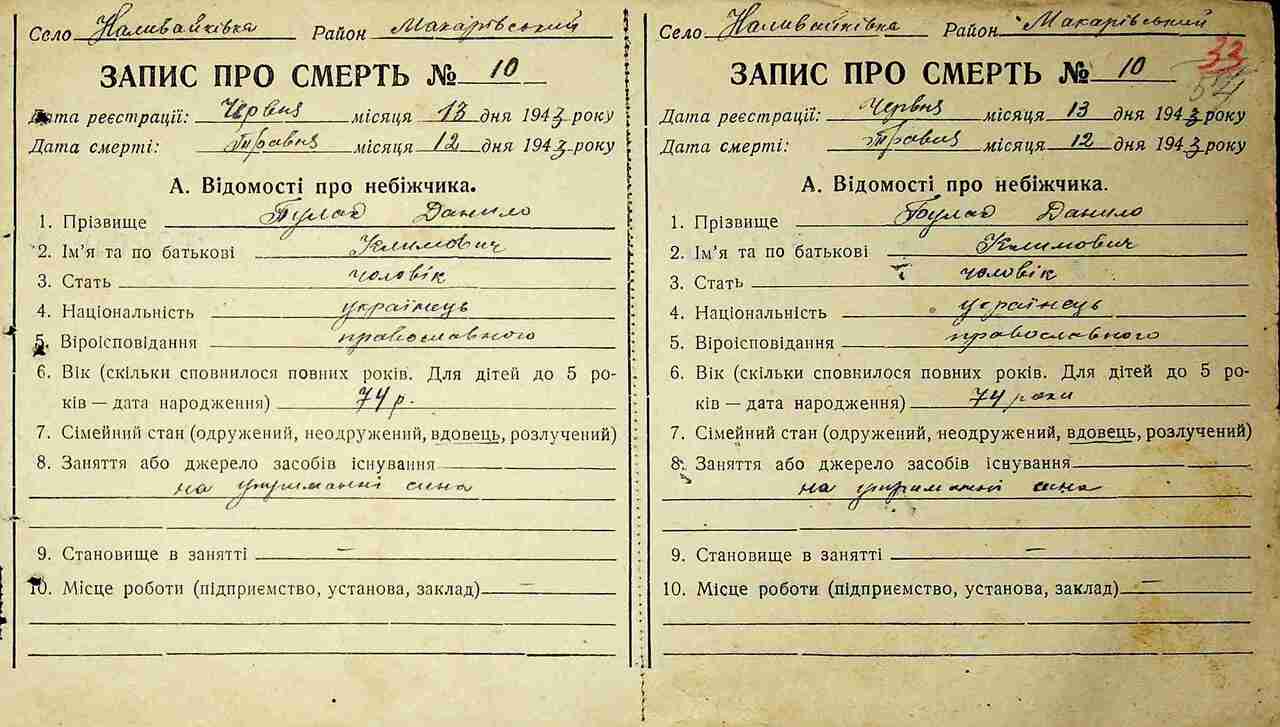 Село Наливайківка Район Макарівський
ЗАПИС ПРО СМЕРТЬ № 10
Дата реєстрації: Червня місяця 13 дня 1943 року
Дата смерті: Травня місяця 12 дня 1943 року
А. Відомості про небіжчика.
1. Прізвище Булах Данило
2. Ім'я та по батькові Климович
3. Стать чоловік
4. Національність українець
5. Віроісповідання православного
6. Вік (скільки сповнилося повних років. Для дітей до 5 ро-
ків — дата народження) 74 р.
7. Сімейний стан (одружений, неодружений, вдовець, розлучений)
8. Заняття або джерело засобів існування
на утриманні сина
9. Становище в занятті —
10. Місце роботи (підприємство, установа, заклад) —
Село Наливайківка Район Макарівський
33
54
ЗАПИС ПРО СМЕРТЬ № 10
Дата реєстрації: Червня місяця 13 дня 1943 року
Дата смерті: Травня місяця 12 дня 1943 року
А. Відомості про небіжчика.
1. Прізвище Булах Данило
2. Ім'я та по батькові Климович
3. Стать чоловік
4. Національність українець
5. Віроісповідання православного
6. Вік (скільки сповнилося повних років. Для дітей до 5 ро-
ків — дата народження) 74 роки
7. Сімейний стан (одружений, неодружений, вдовець, розлучений)
8. Заняття або джерело засобів існування
на утриманні сина
9. Становище в занятті —
10. Місце роботи (підприємство, установа, заклад) —